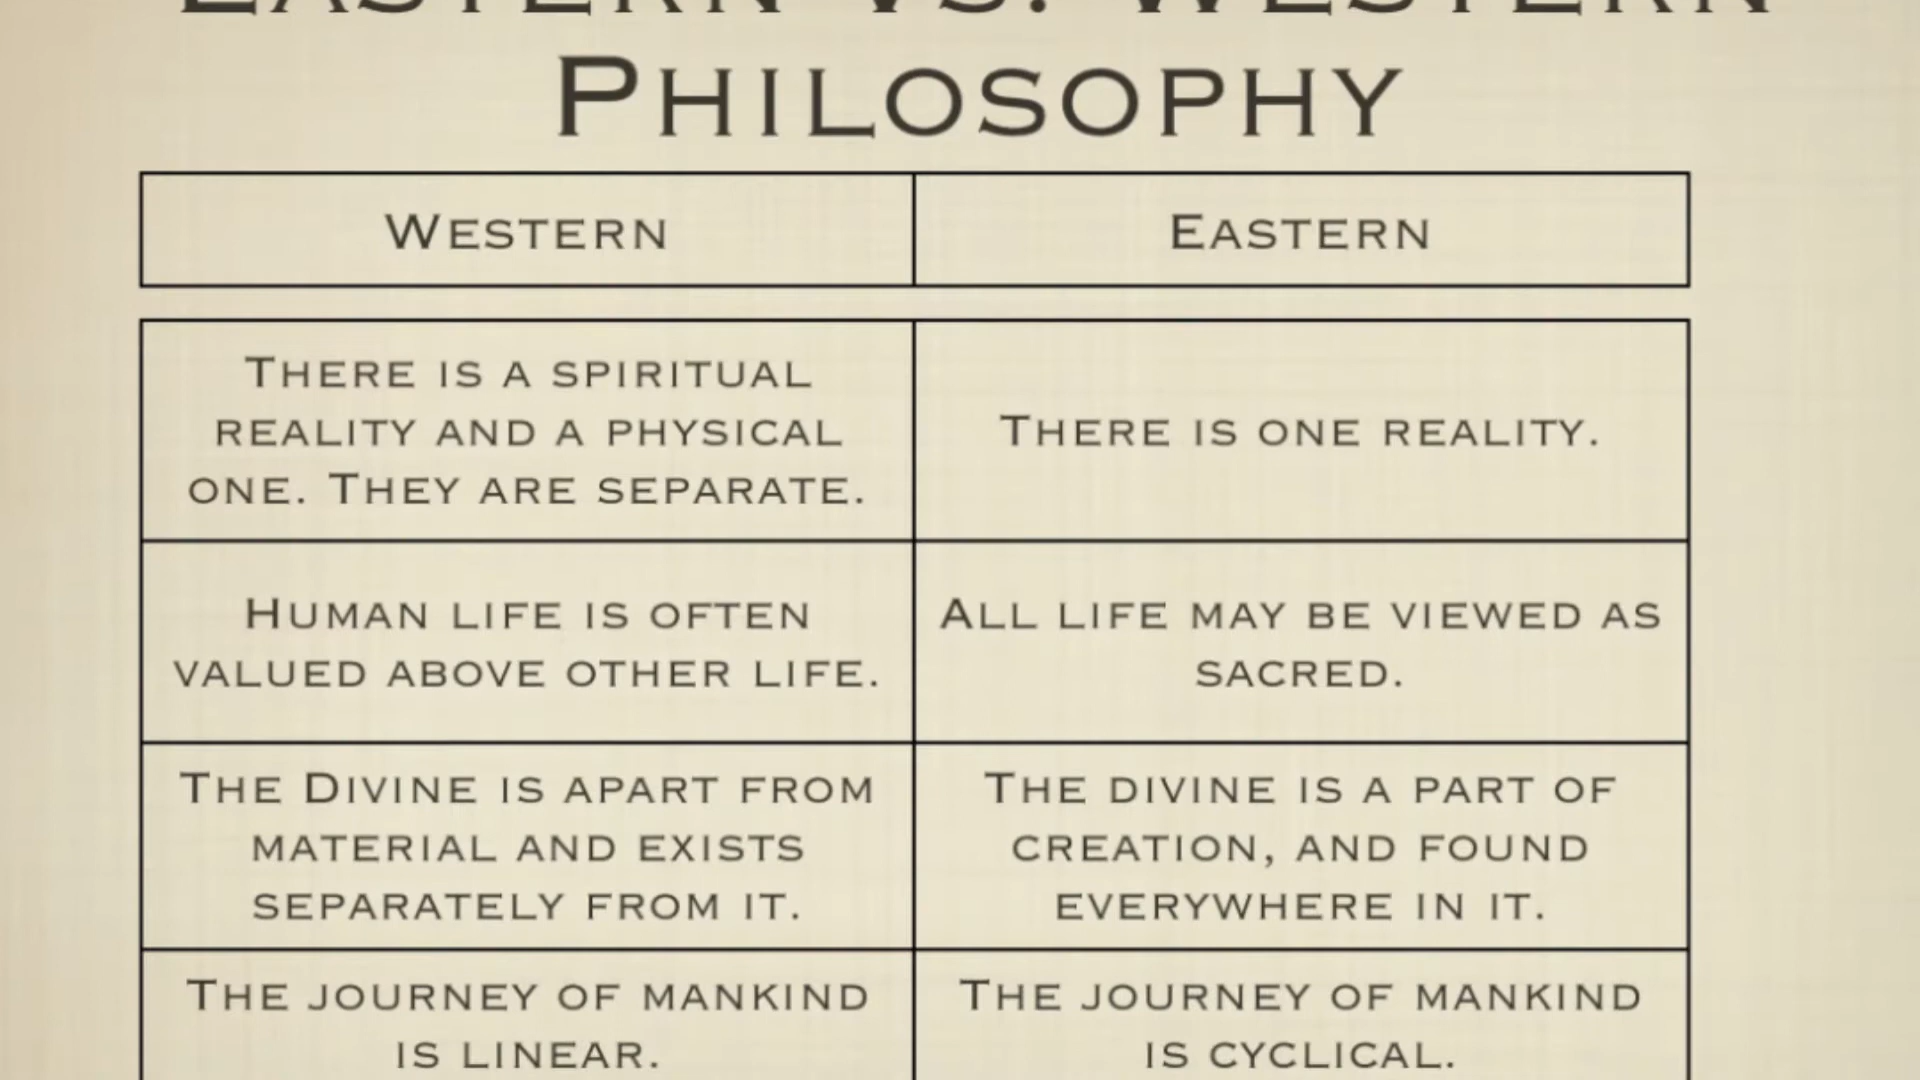 EASTERN VS. WESTERN
PHILOSOPHY
WESTERN
EASTERN
THERE IS A SPIRITUAL
REALITY AND A PHYSICAL
ONE. THEY ARE SEPARATE.
THERE IS ONE REALITY.
HUMAN LIFE IS OFTEN
VALUED ABOVE OTHER LIFE.
ALL LIFE MAY BE VIEWED AS
SACRED.
THE DIVINE IS APART FROM
MATERIAL AND EXISTS
SEPARATELY FROM IT.
THE DIVINE IS A PART OF
CREATION, AND FOUND
EVERYWHERE IN IT.
THE JOURNEY OF MANKIND
IS LINEAR.
THE JOURNEY OF MANKIND
IS CYCLICAL.